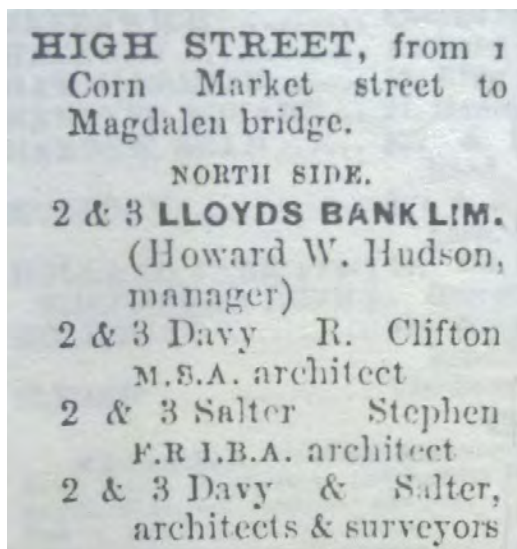 HIGH STREET, from 1
Corn Market street to
Magdalen bridge.
NORTH SIDE.
2 & 3 LLOYDS BANK LIM.
(Howard W. Hudson,
manager)
2 & 3 Davy R. Clifton
M.S.A. architect
2 & 3 Salter Stephen
F.R I.B.A. architect
2 & 3 Davy & Salter,
architects & surveyors